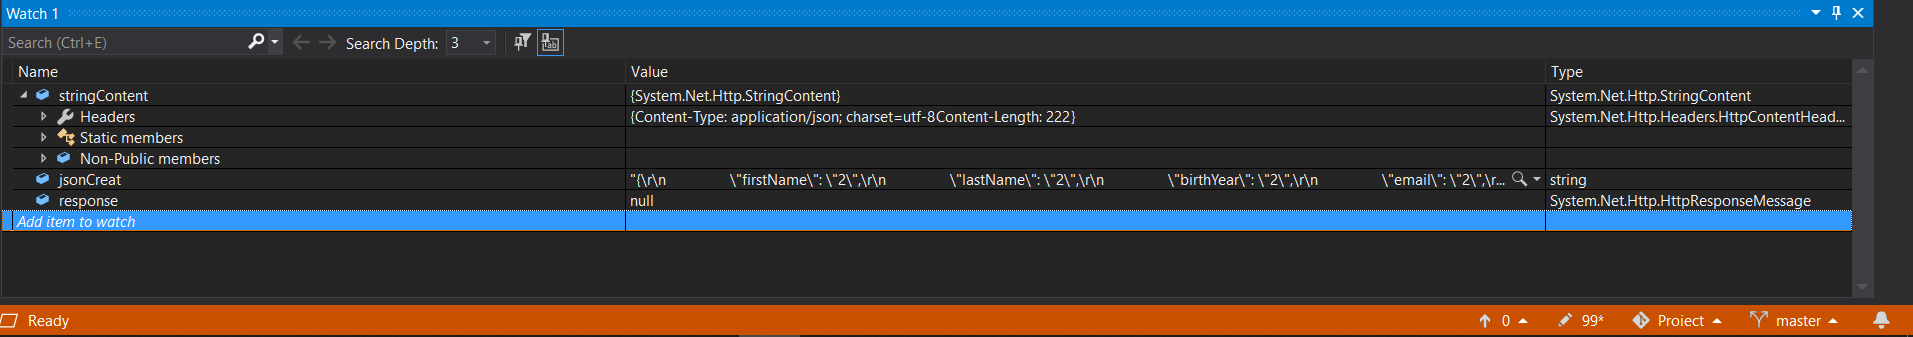 Watch 1
Search (Ctrl+E) Search Depth: 3
Name Value Type
stringContent {System.Net.Http.StringContent} System.Net.Http.StringContent
Headers {Content-Type: application/json; charset=utf-8Content-Length: 222} System.Net.Http.Headers.HttpContentHead...
Static members
Non-Public members
jsonCreat "{\r\n \"firstName\": \"2\",\r\n \"lastName\": \"2\",\r\n \"birthYear\": \"2\",\r\n \"email\": \"2\",\r... string
response null System.Net.Http.HttpResponseMessage
Add item to watch
Ready 0 99* Proiect master